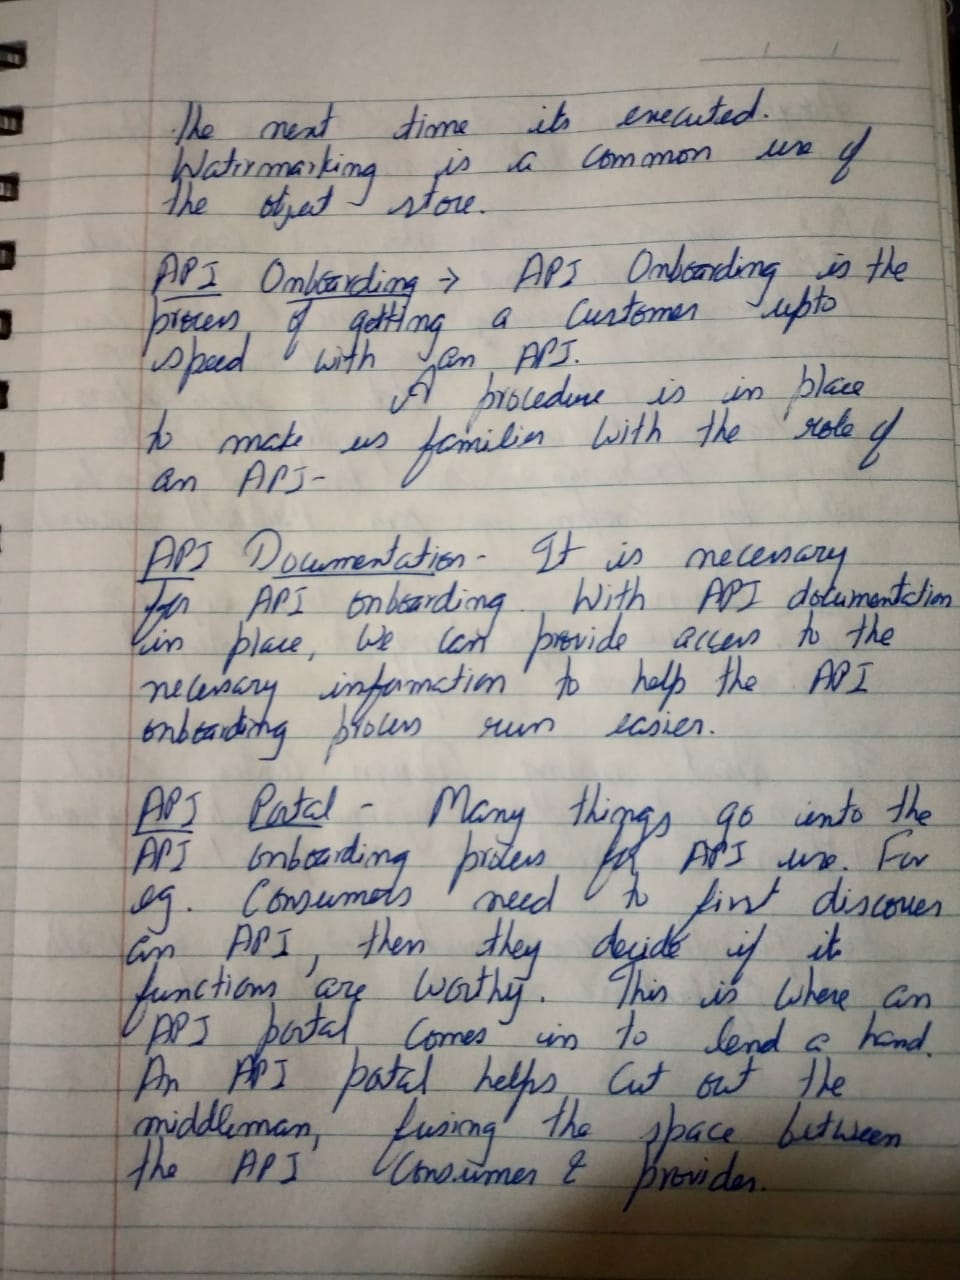 The next time its executed.
Watermarking is a common use of
the object store.
API Onboarding → API Onboarding is the
process of getting a customer upto
speed with an API.
A procedure is in place
to make us familier with the role of
an API-
API Documentation - It is necessary
for API onboarding. With API documentation
in place, we can provide access to the
necessary information to help the API
onboarding process run easier.
API Portal - Many things go into the
API onboarding process for API use. For
eg. Consumers need to first discover
an API, then they decide if its
functions are worthy. This is where an
API portal comes in to lend a hand.
An API portal helps cut out the
middleman, fusing the space between
the API Consumer & provider.